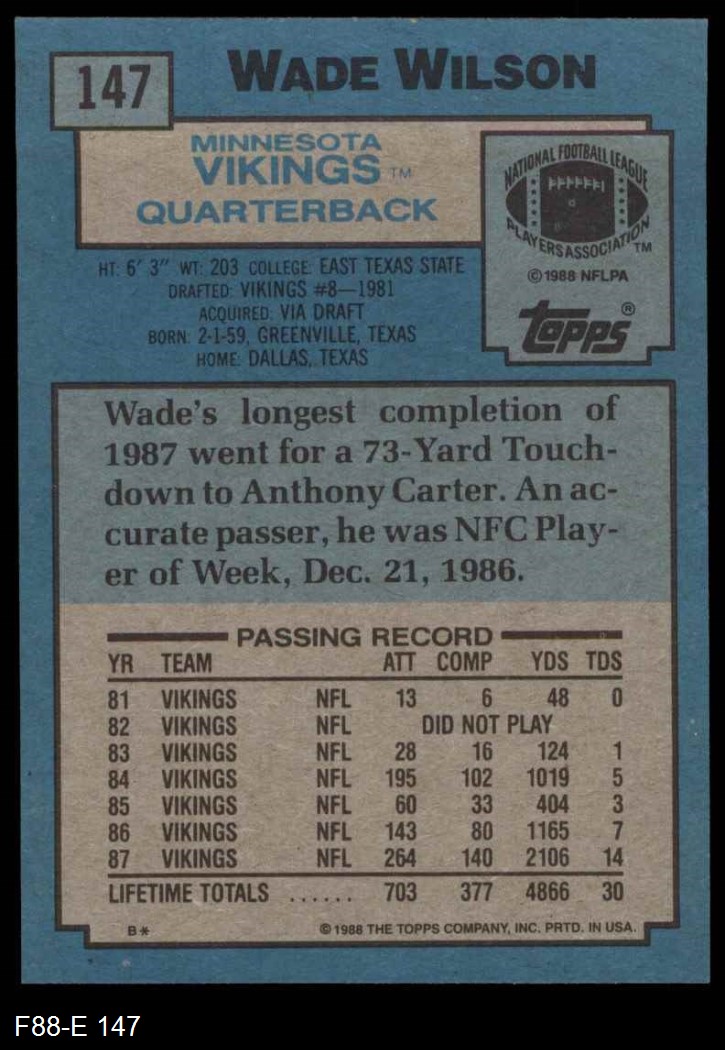 147
WADE WILSON
MINNESOTA
VIKINGS™
QUARTERBACK
NATIONAL FOOTBALL LEAGUE
PLAYERS ASSOCIATION™
©1988 NFLPA
topps®
HT: 6' 3" WT: 203 COLLEGE: EAST TEXAS STATE
DRAFTED: VIKINGS #8—1981
ACQUIRED: VIA DRAFT
BORN: 2-1-59, GREENVILLE, TEXAS
HOME: DALLAS, TEXAS
Wade's longest completion of
1987 went for a 73-Yard Touch-
down to Anthony Carter. An ac-
curate passer, he was NFC Play-
er of Week, Dec. 21, 1986.
PASSING RECORD
YR TEAM ATT COMP YDS TDS
81 VIKINGS NFL 13 6 48 0
82 VIKINGS NFL DID NOT PLAY
83 VIKINGS NFL 28 16 124 1
84 VIKINGS NFL 195 102 1019 5
85 VIKINGS NFL 60 33 404 3
86 VIKINGS NFL 143 80 1165 7
87 VIKINGS NFL 264 140 2106 14
LIFETIME TOTALS ...... 703 377 4866 30
B* ©1988 THE TOPPS COMPANY, INC. PRTD. IN USA.
F88-E 147